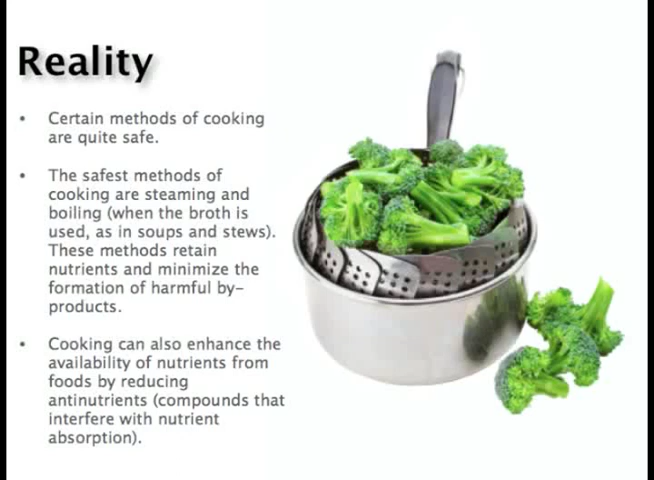 Reality
• Certain methods of cooking
are quite safe.
• The safest methods of
cooking are steaming and
boiling (when the broth is
used, as in soups and stews).
These methods retain
nutrients and minimize the
formation of harmful by-
products.
• Cooking can also enhance the
availability of nutrients from
foods by reducing
antinutrients (compounds that
interfere with nutrient
absorption).